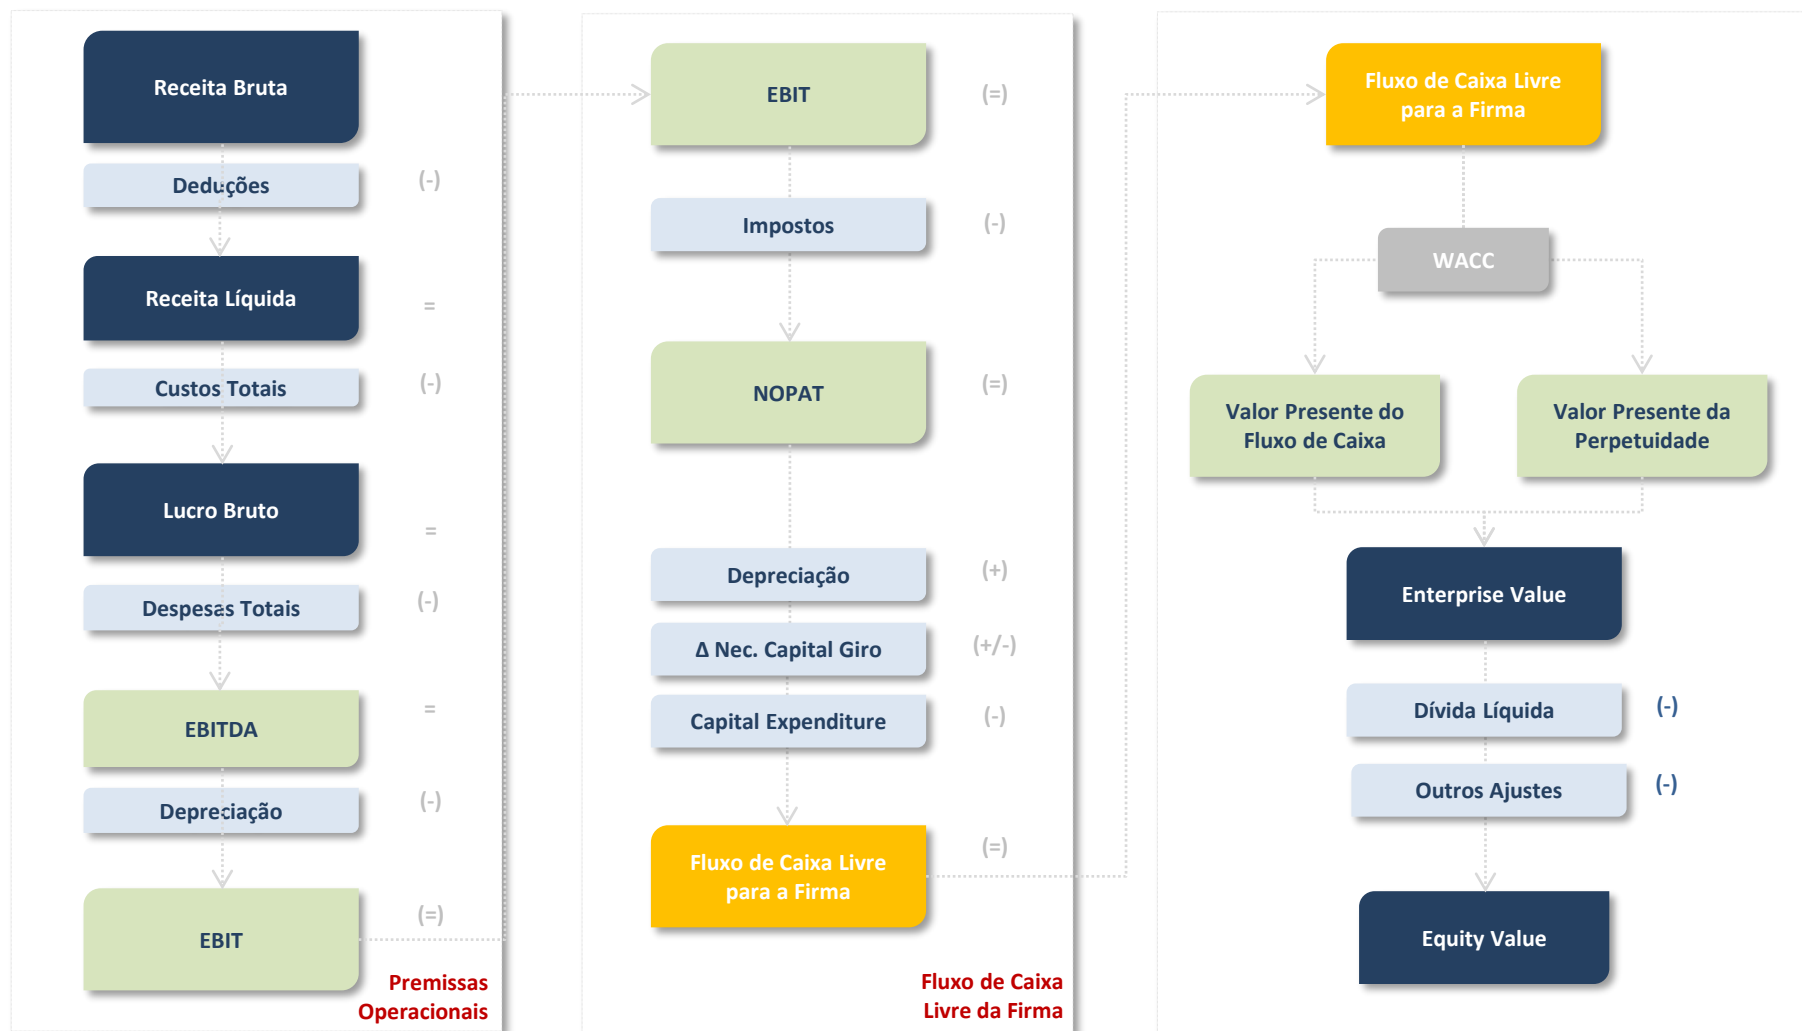 Receita Bruta
Deduções
(-)
Receita Líquida
=
Custos Totais
(-)
Lucro Bruto
=
Despesas Totais
(-)
EBITDA
=
Depreciação
(-)
EBIT
(=)
Premissas
Operacionais
EBIT
(=)
Impostos
(-)
NOPAT
(=)
Depreciação
(+)
Δ Nec. Capital Giro
(+/-)
Capital Expenditure
(-)
Fluxo de Caixa Livre
para a Firma
(=)
Fluxo de Caixa
Livre da Firma
Fluxo de Caixa Livre
para a Firma
WACC
Valor Presente do
Fluxo de Caixa
Valor Presente da
Perpetuidade
Enterprise Value
Dívida Líquida
(-)
Outros Ajustes
(-)
Equity Value